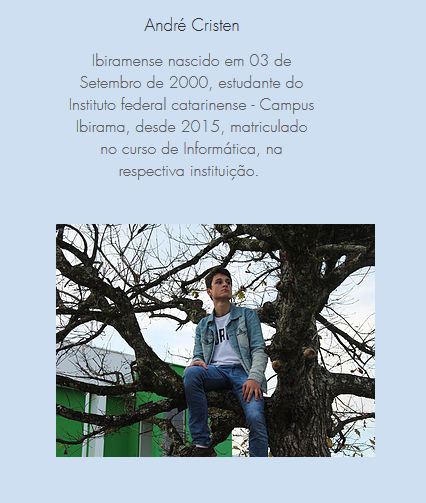 André Cristen
Ibiramense nascido em 03 de
Setembro de 2000, estudante do
Instituto federal catarinense - Campus
Ibirama, desde 2015, matriculado
no curso de Informática, na
respectiva instituição.